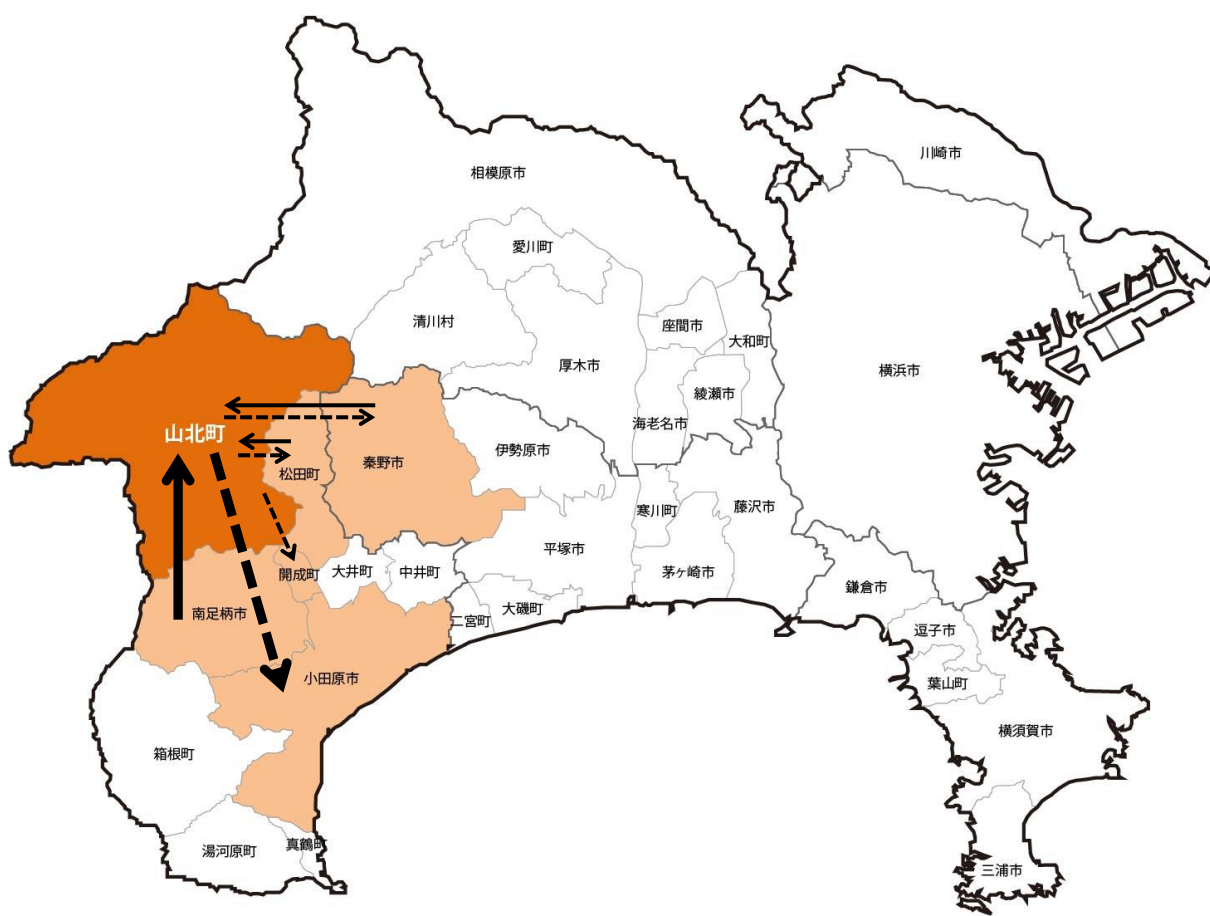 川崎市
相模原市
愛川町
清川村
座間市
大和町
厚木市
横浜市
綾瀬市
海老名市
山北町
伊勢原市
秦野市
松田町
寒川町
藤沢市
平塚市
開成町
大井町
中井町
茅ヶ崎市
鎌倉市
南足柄市
二宮町
大磯町
逗子市
小田原市
葉山町
横須賀市
箱根町
湯河原町
真鶴町
三浦市